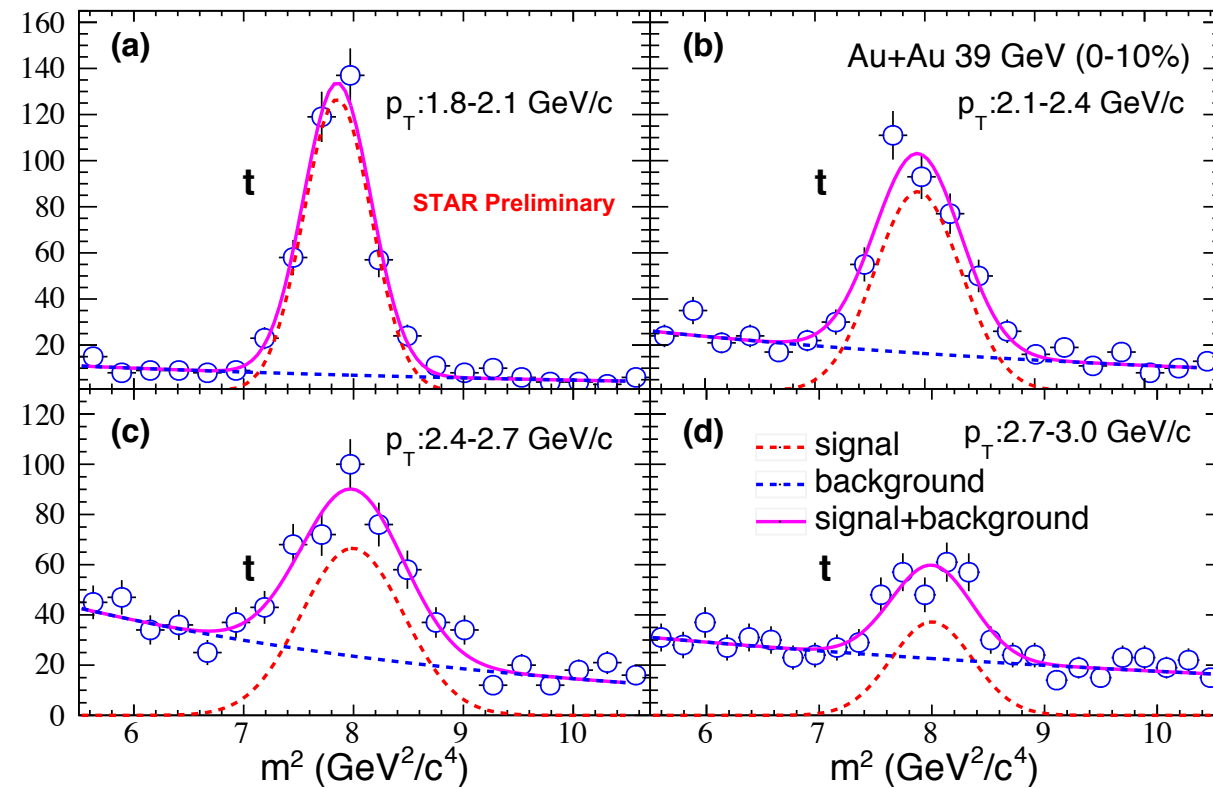 160
140
120
100
80
60
40
20
(a)
p_T:1.8-2.1 GeV/c
t
STAR Preliminary
(b)
Au+Au 39 GeV (0-10%)
p_T:2.1-2.4 GeV/c
t
120
100
80
60
40
20
0
(c)
p_T:2.4-2.7 GeV/c
t
6 7 8 9 10
m² (GeV²/c⁴)
(d)
p_T:2.7-3.0 GeV/c
signal
background
signal+background
t
6 7 8 9 10
m² (GeV²/c⁴)